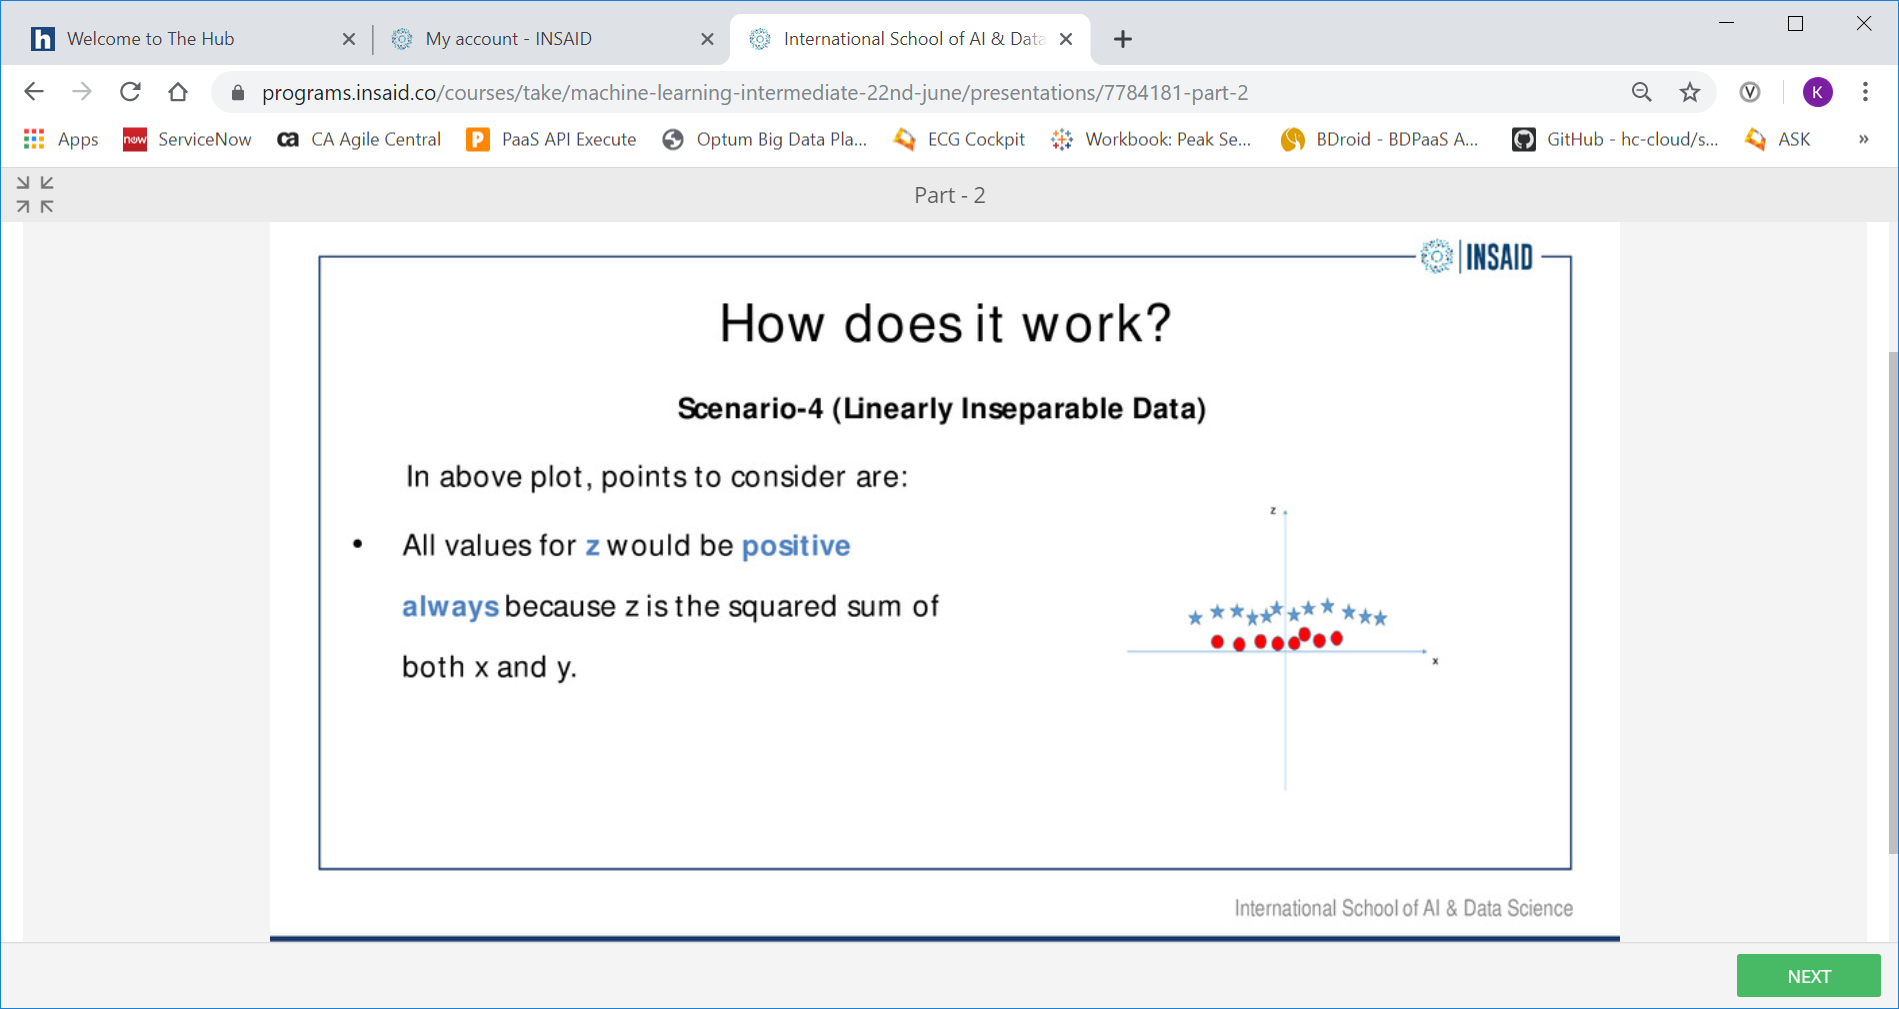 Welcome to The Hub
My account - INSAID
International School of AI & Data
programs.insaid.co/courses/take/machine-learning-intermediate-22nd-june/presentations/7784181-part-2
K
Apps
now
ServiceNow
ca
CA Agile Central
PaaS API Execute
Optum Big Data Pla...
ECG Cockpit
Workbook: Peak Se...
BDroid - BDPaaS A...
GitHub - hc-cloud/s...
ASK
»
Part - 2
INSAID
How does it work?
Scenario-4 (Linearly Inseparable Data)
In above plot, points to consider are:
• All values for z would be positive
always because z is the squared sum of
both x and y.
z
x
International School of AI & Data Science
NEXT